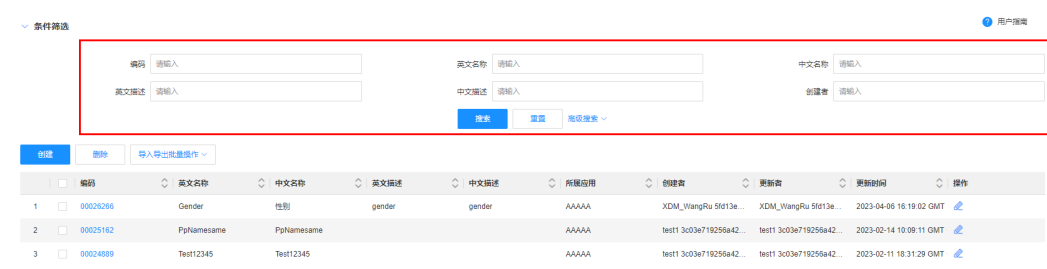 条件筛选
? 用户指南
编码 请输入 英文名称 请输入 中文名称 请输入
英文描述 请输入 中文描述 请输入 创建者 请输入
搜索 重置 高级搜索
创建 删除 导入导出批量操作
编码 英文名称 中文名称 英文描述 中文描述 所属应用 创建者 更新者 更新时间 操作
1 00026266 Gender 性别 gender gender AAAAA XDM_WangRu 5fd13e... XDM_WangRu 5fd13e... 2023-04-06 16:19:02 GMT
2 00025162 PpNamesame PpNamesame AAAAA test1 3c03e719256a42... test1 3c03e719256a42... 2023-02-14 10:09:11 GMT
3 00024889 Test12345 Test12345 AAAAA test1 3c03e719256a42... test1 3c03e719256a42... 2023-02-11 18:31:29 GMT